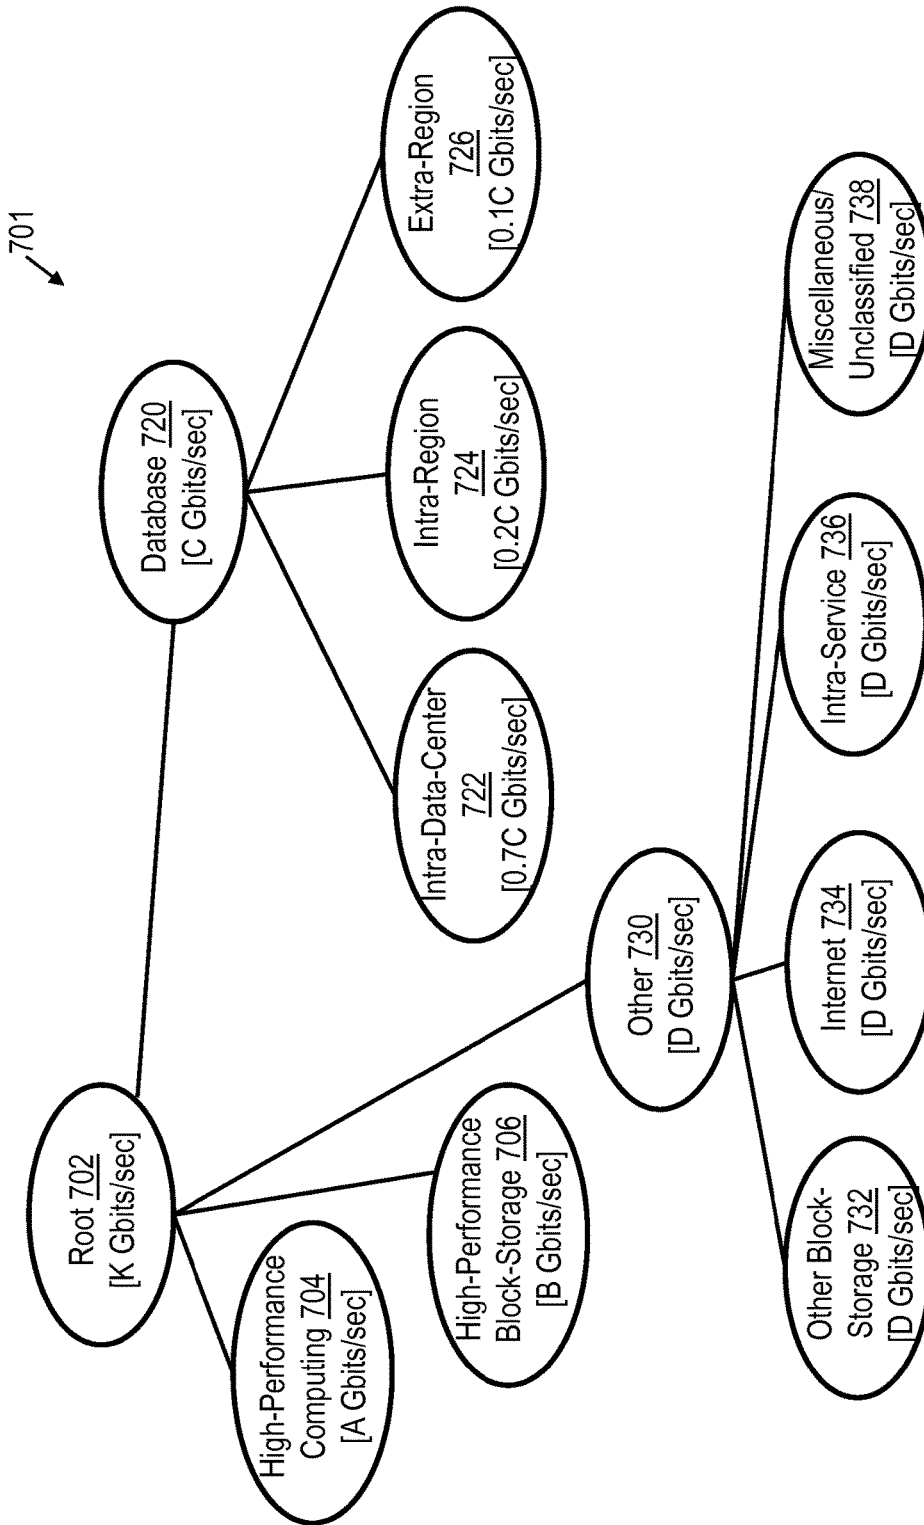 701
Root 702
[K Gbits/sec]
Database 720
[C Gbits/sec]
High-Performance
Computing 704
[A Gbits/sec]
High-Performance
Block-Storage 706
[B Gbits/sec]
Intra-Data-Center
722
[0.7C Gbits/sec]
Intra-Region
724
[0.2C Gbits/sec]
Extra-Region
726
[0.1C Gbits/sec]
Other 730
[D Gbits/sec]
Other Block-
Storage 732
[D Gbits/sec]
Internet 734
[D Gbits/sec]
Intra-Service 736
[D Gbits/sec]
Miscellaneous/
Unclassified 738
[D Gbits/sec]